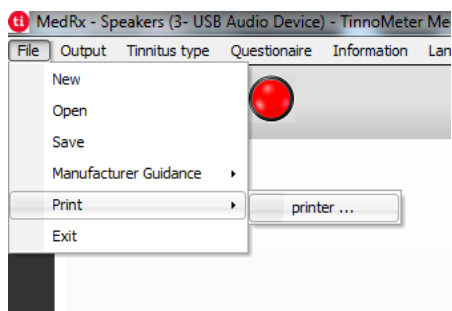 ti MedRx - Speakers (3- USB Audio Device) - TinnoMeter Me
File Output Tinnitus type Questionaire Information Lan
New
Open
Save
Manufacturer Guidance
Print printer ...
Exit